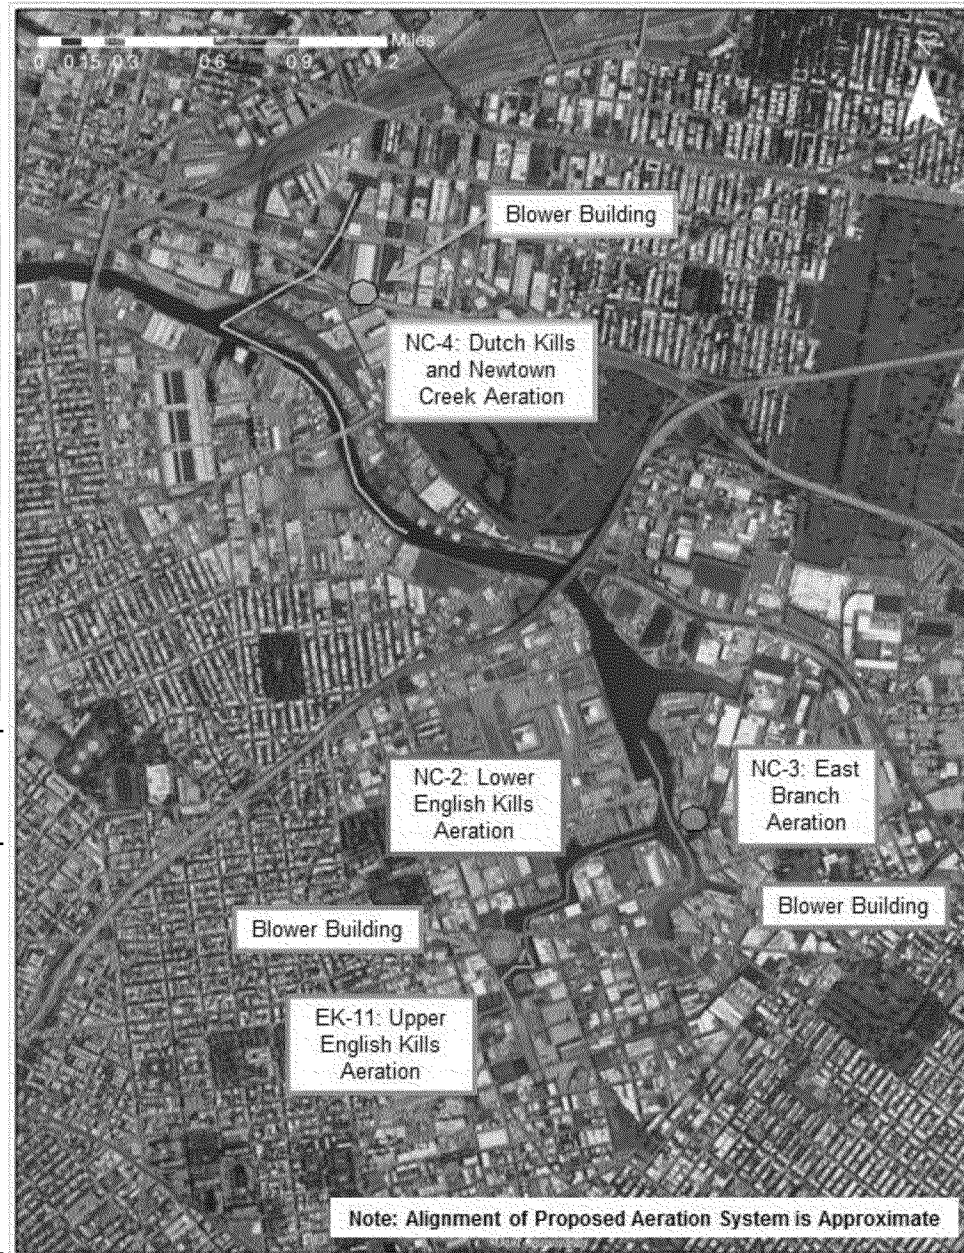 Miles
0 0.15 0.3 0.6 0.9 1.2
Blower Building
NC-4: Dutch Kills
and Newtown
Creek Aeration
NC-2: Lower
English Kills
Aeration
NC-3: East
Branch
Aeration
Blower Building
Blower Building
EK-11: Upper
English Kills
Aeration
Note: Alignment of Proposed Aeration System is Approximate